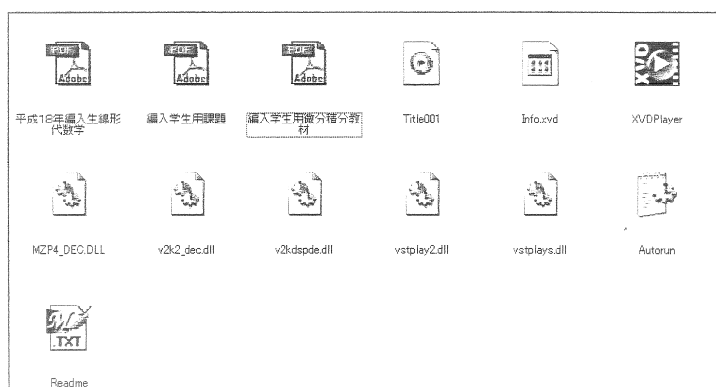 PDF Adobe
PDF Adobe
PDF Adobe
XVD
平成18年編入生線形
代数学
編入学生用課題
編入学生用微分積分教
材
Title001
Info.xvd
XVDPlayer
MZP4_DEC.DLL
v2k2_dec.dll
v2kdspde.dll
vstplay2.dll
vstplays.dll
Autorun
.TXT
Readme